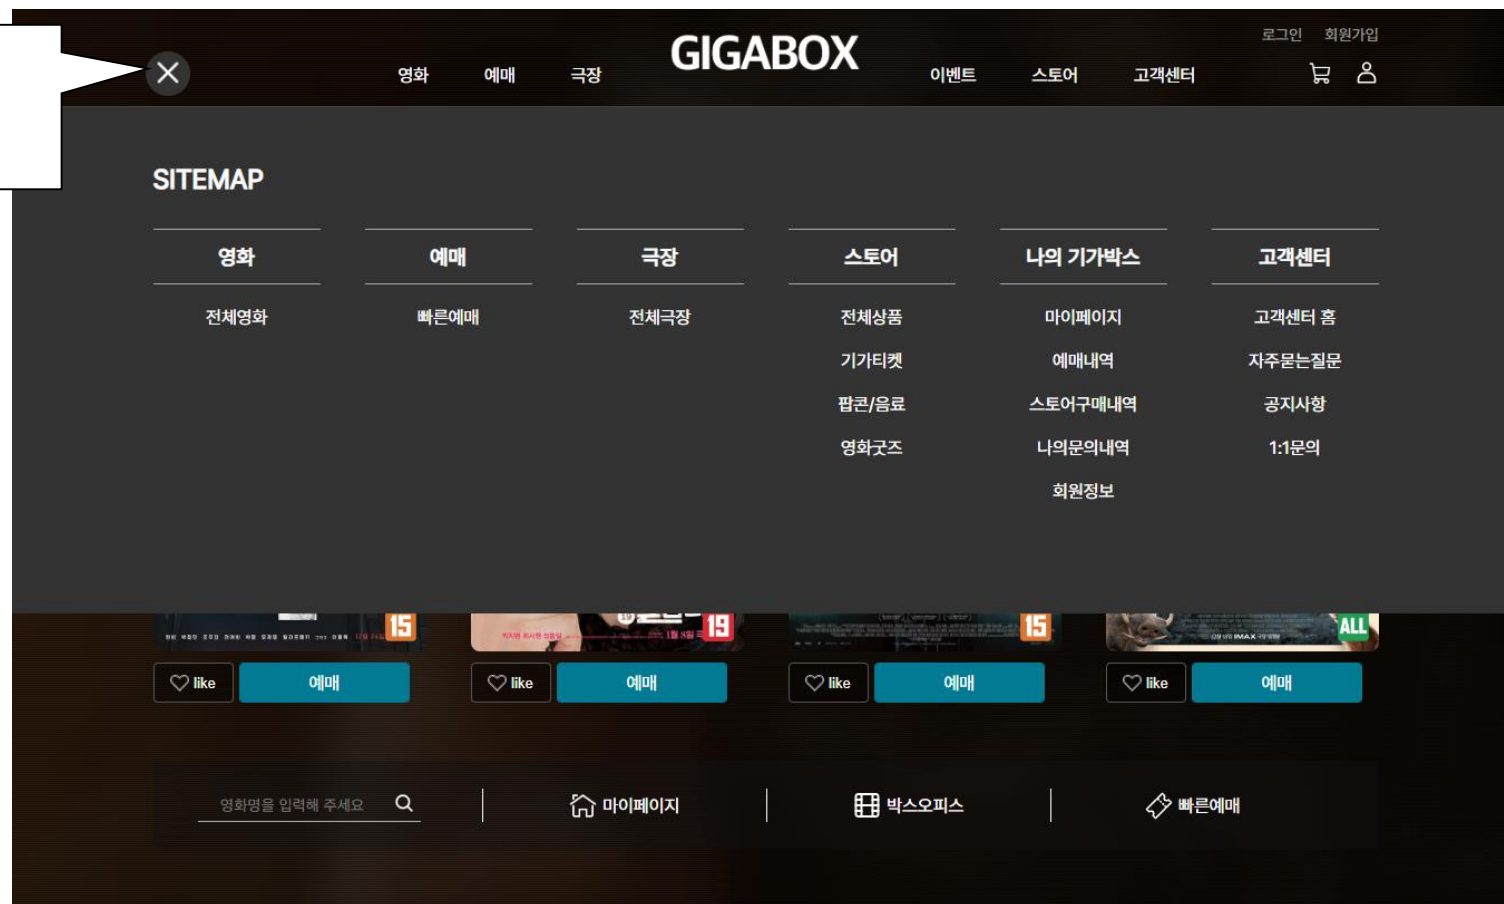 로그인 회원가입
영화 예매 극장 GIGABOX 이벤트 스토어 고객센터
SITEMAP
영화 예매 극장 스토어 나의 기가박스 고객센터
전체영화 빠른예매 전체극장 전체상품 마이페이지 고객센터 홈
기가티켓 예매내역 자주묻는질문
팝콘/음료 스토어구매내역 공지사항
영화굿즈 나의문의내역 1:1문의
회원정보
15 19 15 ALL
1월 8일
IMAX
like 예매 like 예매 like 예매 like 예매
영화명을 입력해 주세요 마이페이지 박스오피스 빠른예매